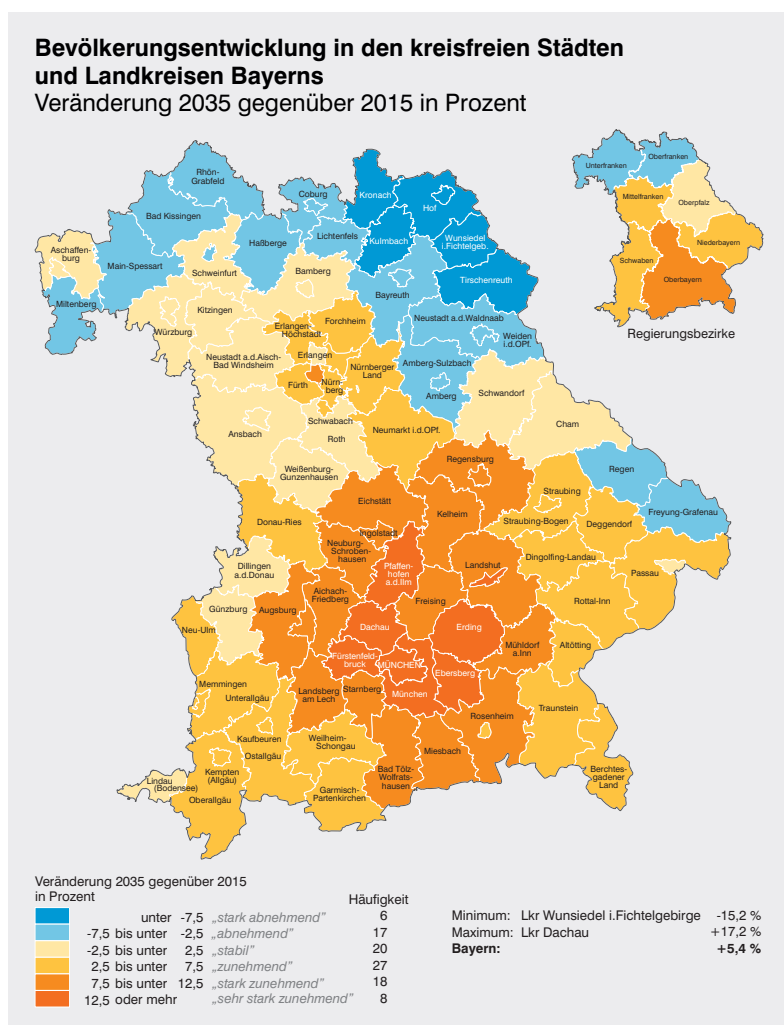 Bevölkerungsentwicklung in den kreisfreien Städten
und Landkreisen Bayerns
Veränderung 2035 gegenüber 2015 in Prozent
Unterfranken
Oberfranken
Mittelfranken
Oberpfalz
Niederbayern
Schwaben
Oberbayern
Regierungsbezirke
Rhön-
Grabfeld
Bad Kissingen
Coburg
Kronach
Hof
Aschaffen-
burg
Main-Spessart
Haßberge
Lichtenfels
Kulmbach
Wunsiedel
i.Fichtelgeb.
Schweinfurt
Bamberg
Tirschenreuth
Miltenberg
Bayreuth
Kitzingen
Würzburg
Erlangen-
Höchstadt
Forchheim
Neustadt a.d.Waldnaab
Weiden
i.d.OPf.
Neustadt a.d.Aisch-
Bad Windsheim
Erlangen
Fürth
Nürn-
berg
Nürnberger
Land
Amberg-Sulzbach
Amberg
Schwandorf
Ansbach
Schwabach
Roth
Neumarkt i.d.OPf.
Cham
Weißenburg-
Gunzenhausen
Regensburg
Regen
Eichstätt
Kelheim
Straubing
Freyung-Grafenau
Donau-Ries
Straubing-Bogen
Deggendorf
Ingolstadt
Neuburg-
Schroben-
hausen
Pfaffen-
hofen
a.d.Ilm
Landshut
Dingolfing-Landau
Passau
Dillingen
a.d.Donau
Aichach-
Friedberg
Freising
Rottal-Inn
Günzburg
Augsburg
Dachau
Erding
Neu-Ulm
Mühldorf
a.Inn
Altötting
Fürstenfeld-
bruck
MÜNCHEN
Ebersberg
München
Memmingen
Unterallgäu
Landsberg
am Lech
Starnberg
Rosenheim
Traunstein
Kaufbeuren
Ostallgäu
Weilheim-
Schongau
Miesbach
Bad Tölz-
Wolfrats-
hausen
Berchtes-
gadener
Land
Lindau
(Bodensee)
Kempten
(Allgäu)
Oberallgäu
Garmisch-
Partenkirchen
Veränderung 2035 gegenüber 2015
in Prozent
Häufigkeit
unter -7,5 „stark abnehmend” 6
-7,5 bis unter -2,5 „abnehmend” 17
-2,5 bis unter 2,5 „stabil” 20
2,5 bis unter 7,5 „zunehmend” 27
7,5 bis unter 12,5 „stark zunehmend” 18
12,5 oder mehr „sehr stark zunehmend” 8
Minimum: Lkr Wunsiedel i.Fichtelgebirge -15,2 %
Maximum: Lkr Dachau +17,2 %
Bayern: +5,4 %